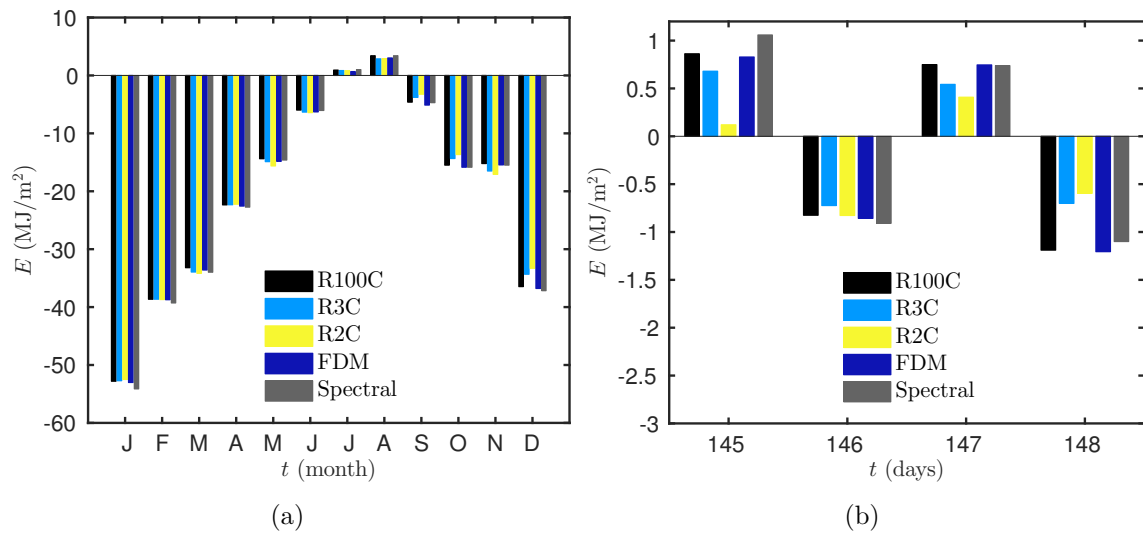 10
0
-10
-20
-30
-40
-50
-60
E (MJ/m²)
R100C
R3C
R2C
FDM
Spectral
J F M A M J J A S O N D
t (month)
(a)
1
0.5
0
-0.5
-1
-1.5
-2
-2.5
-3
E (MJ/m²)
R100C
R3C
R2C
FDM
Spectral
145 146 147 148
t (days)
(b)